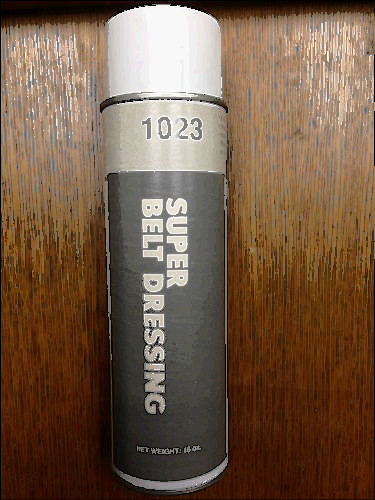 1023
SUPER
BELT DRESSING
NET WEIGHT: 16 oz.